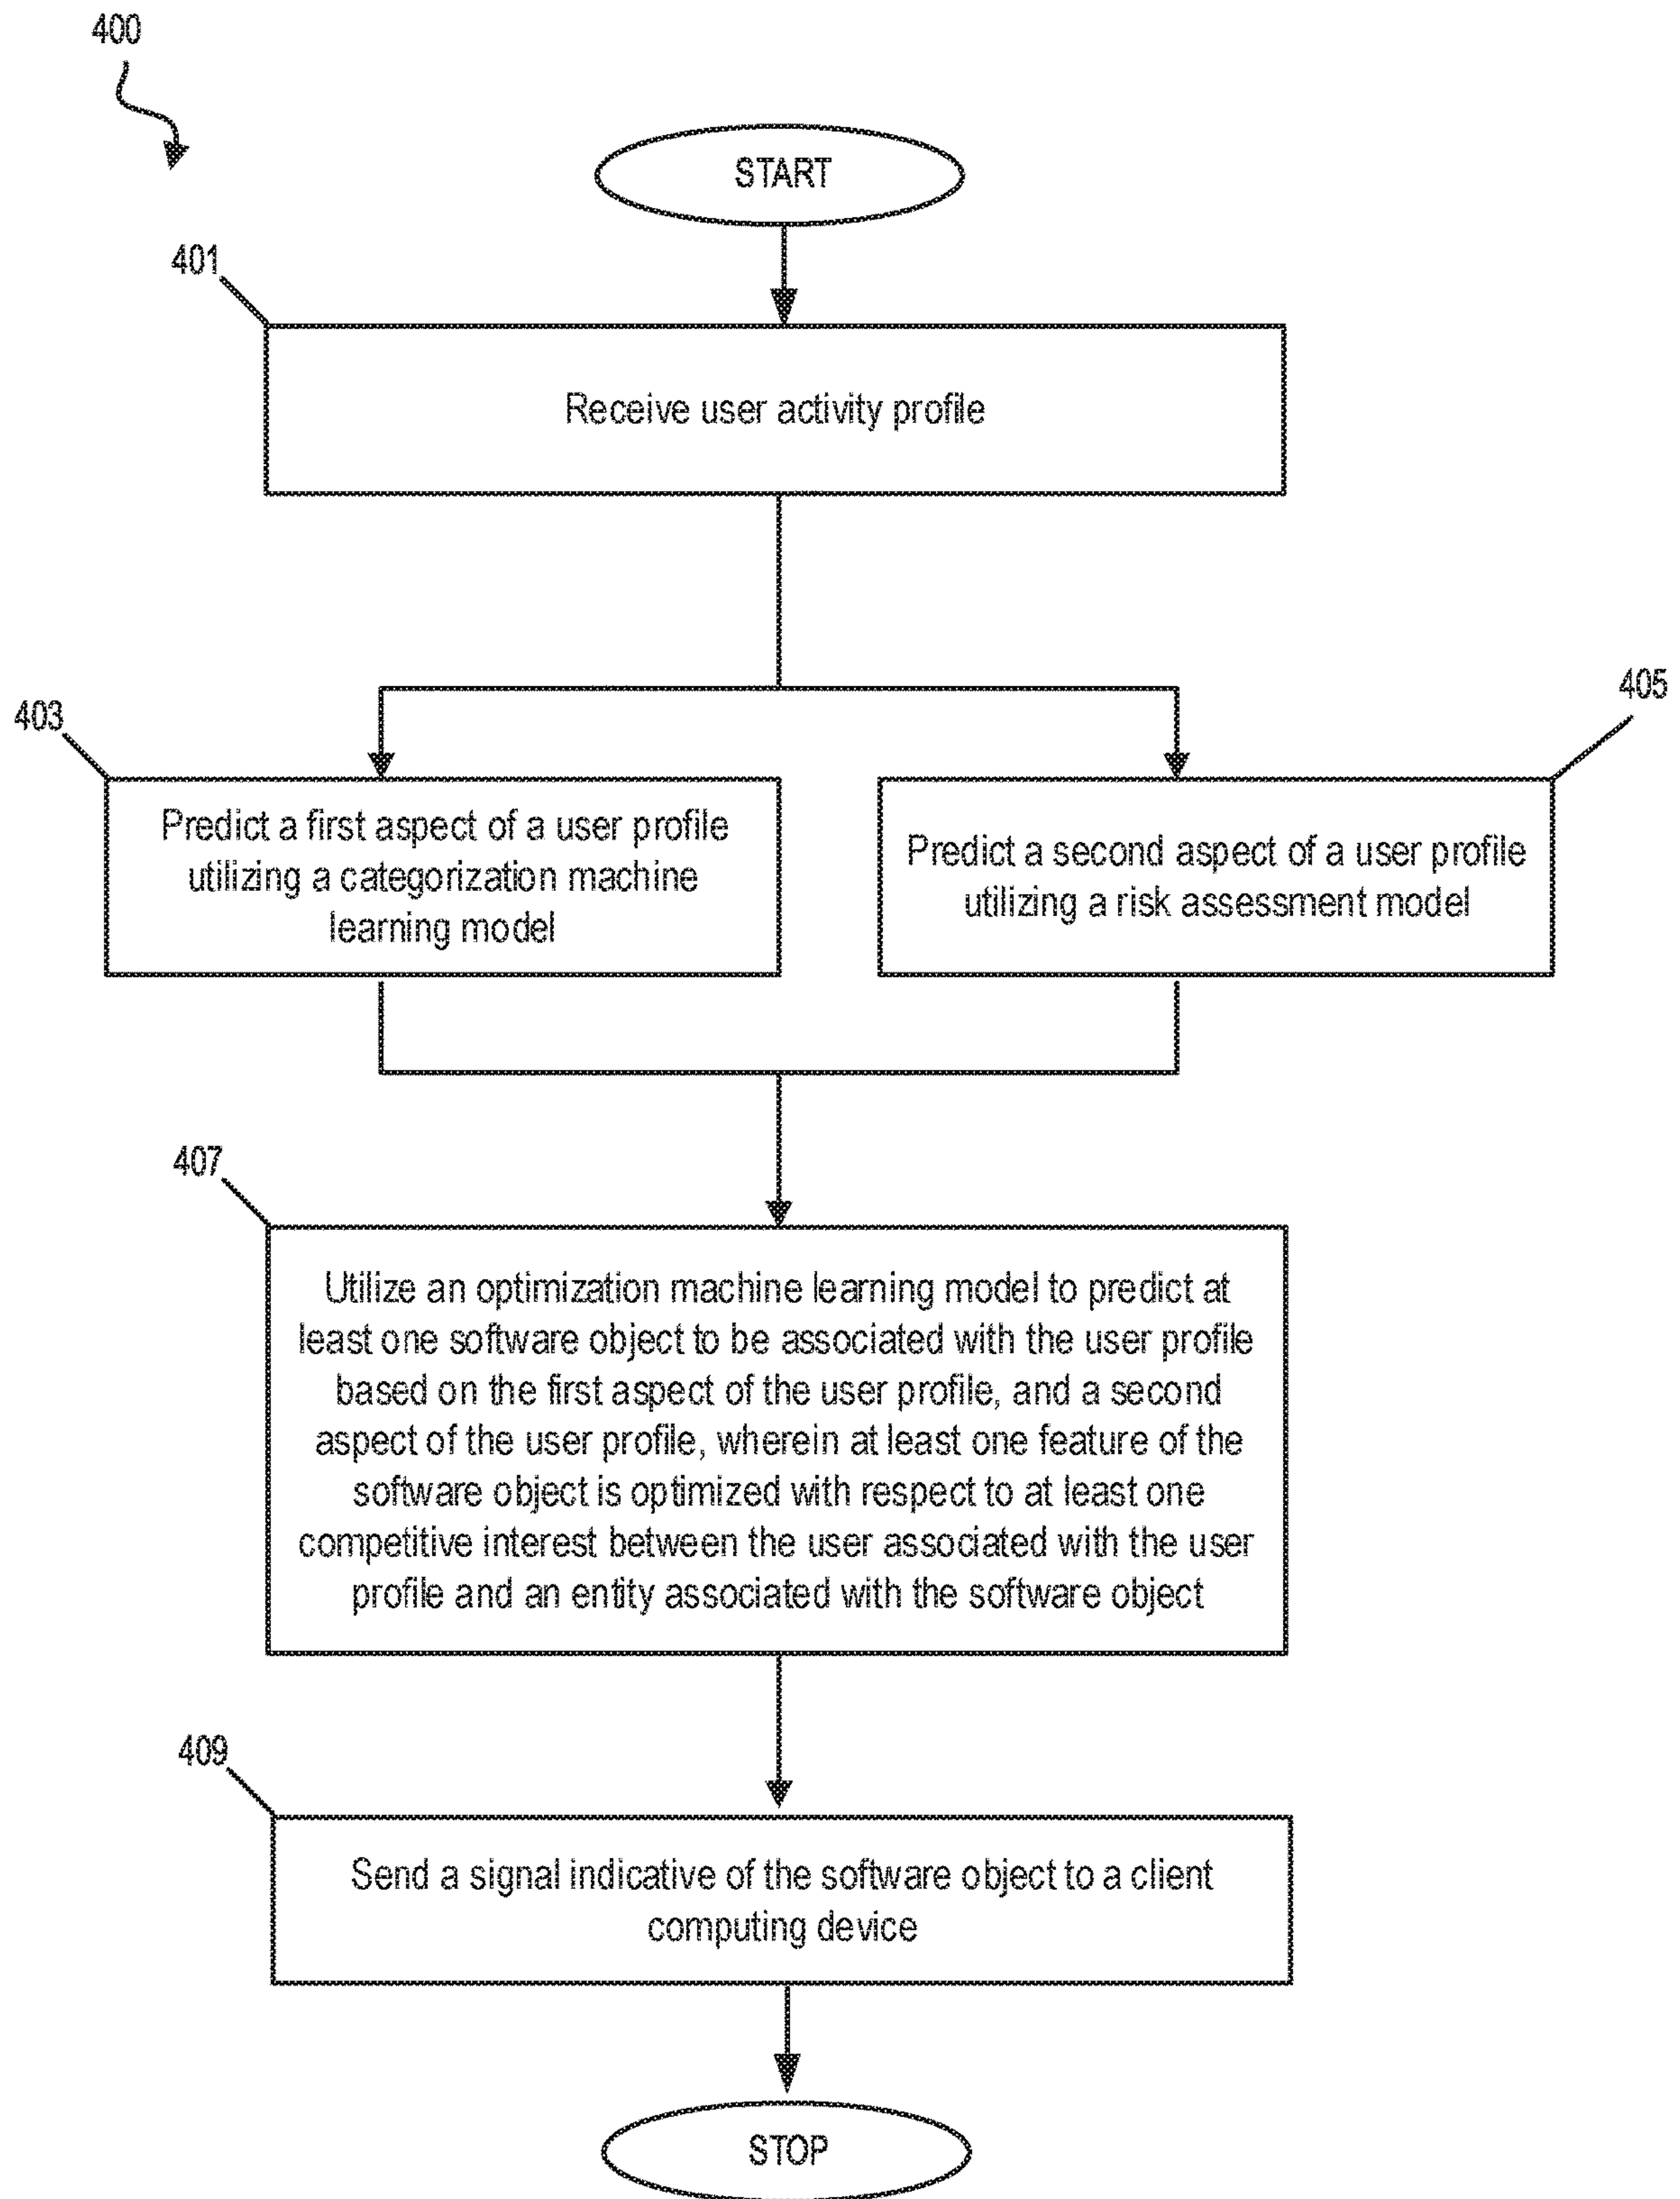 400
START
401
Receive user activity profile
403
405
Predict a first aspect of a user profile
utilizing a categorization machine
learning model
Predict a second aspect of a user profile
utilizing a risk assessment model
407
Utilize an optimization machine learning model to predict at
least one software object to be associated with the user profile
based on the first aspect of the user profile, and a second
aspect of the user profile, wherein at least one feature of the
software object is optimized with respect to at least one
competitive interest between the user associated with the user
profile and an entity associated with the software object
409
Send a signal indicative of the software object to a client
computing device
STOP